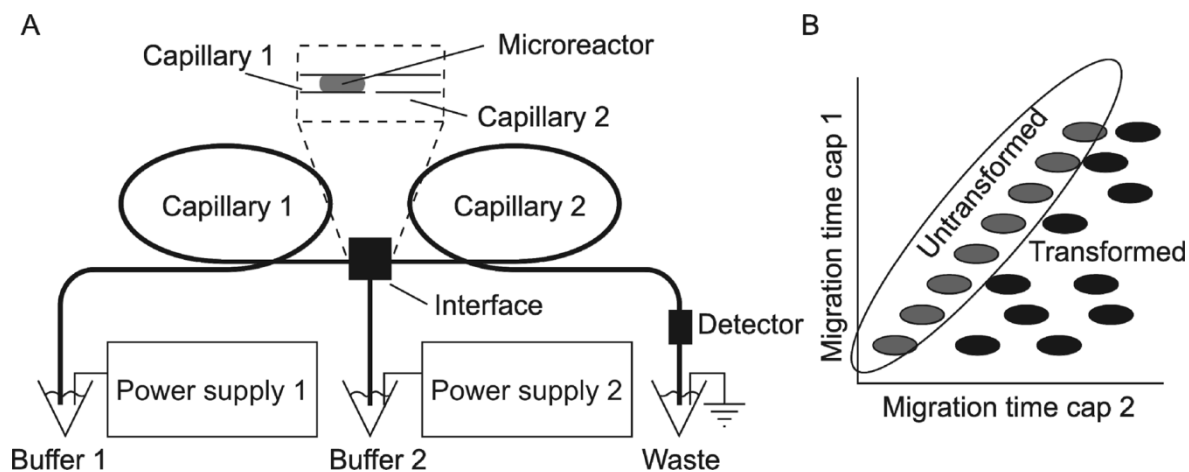 A
Capillary 1
Microreactor
Capillary 2
Capillary 1
Capillary 2
Interface
Detector
Power supply 1
Power supply 2
Buffer 1
Buffer 2
Waste
B
Migration time cap 1
Untransformed
Transformed
Migration time cap 2